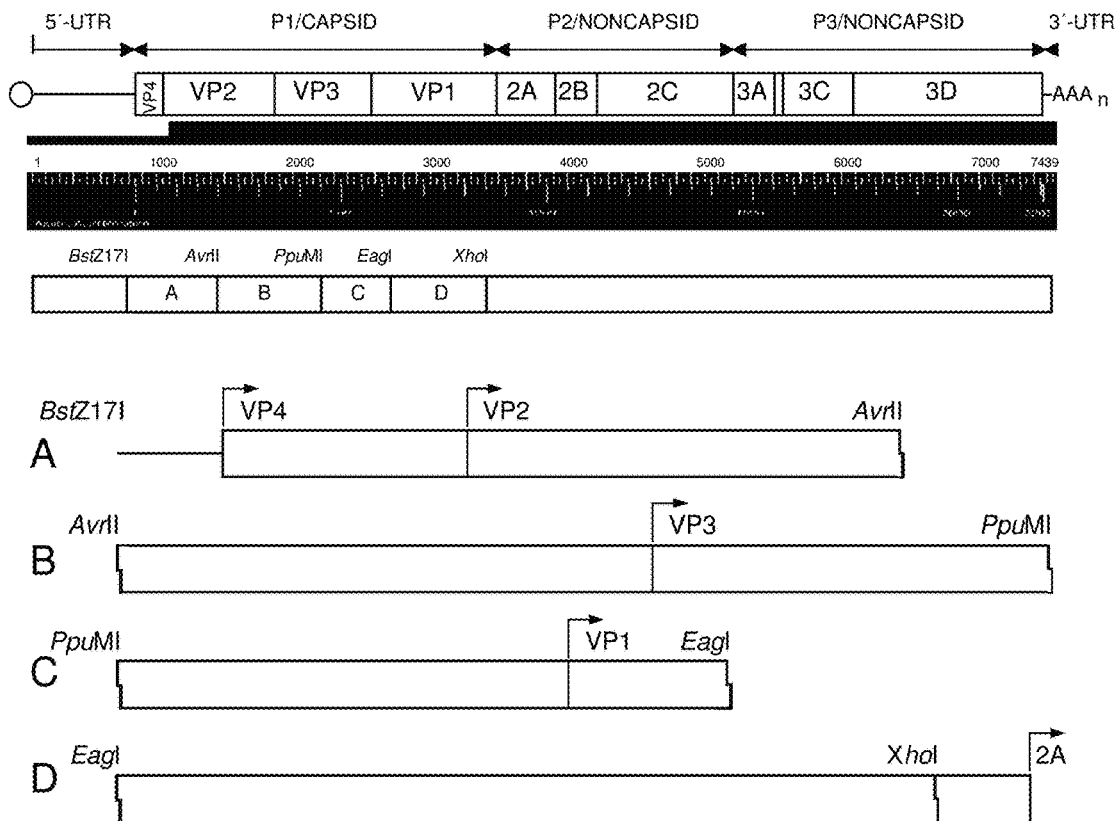 5´-UTR P1/CAPSID P2/NONCAPSID P3/NONCAPSID 3´-UTR
VP4 VP2 VP3 VP1 2A 2B 2C 3A 3C 3D AAA n
1 1000 2000 3000 4000 5000 6000 7000 7439
BstZ17I AvrII PpuMI EagI XhoI
A B C D
BstZ17I VP4 VP2 AvrII
A
AvrII VP3 PpuMI
B
PpuMI VP1 EagI
C
EagI XhoI 2A
D